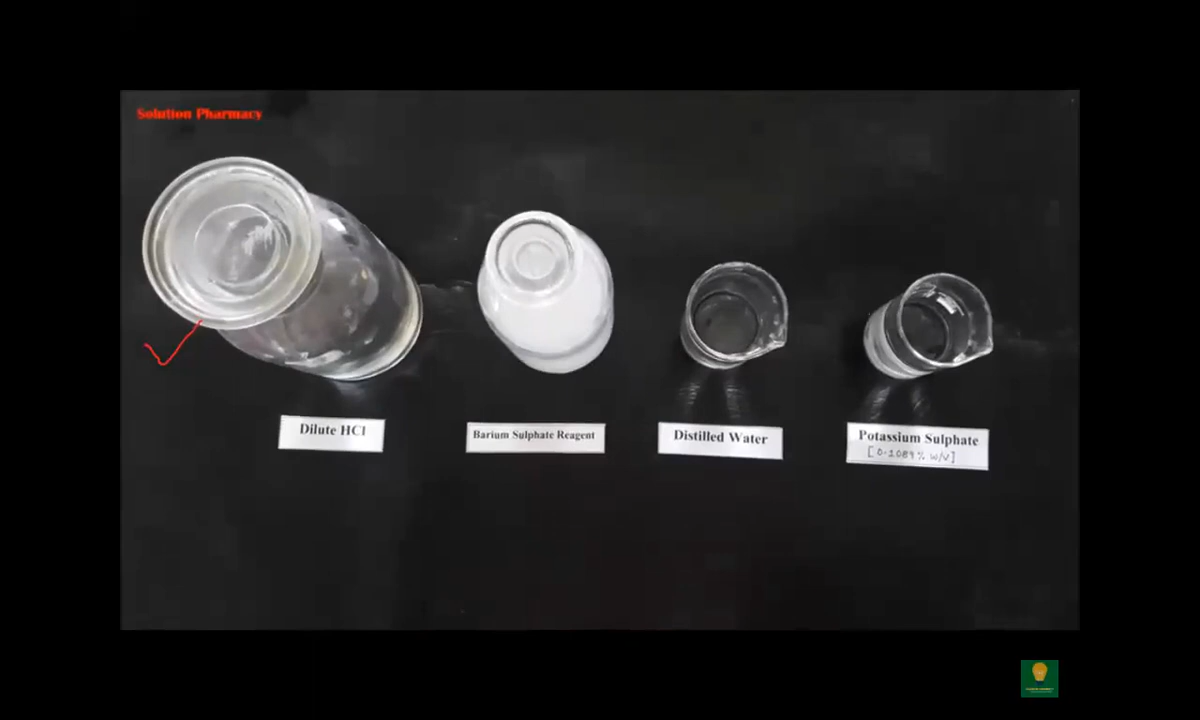 Solution Pharmacy
Dilute HCl
Barium Sulphate Reagent
Distilled Water
Potassium Sulphate
[0.1089% W/V]